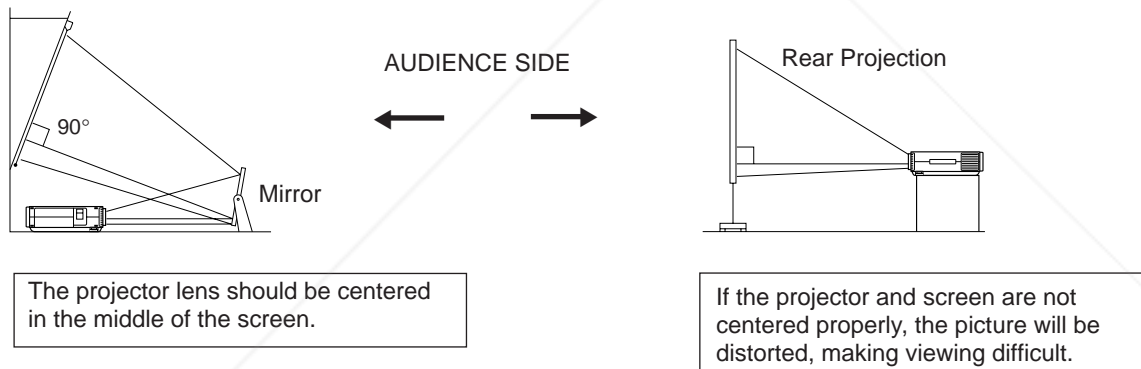 90°
Mirror
AUDIENCE SIDE
Rear Projection
The projector lens should be centered
in the middle of the screen.
If the projector and screen are not
centered properly, the picture will be
distorted, making viewing difficult.